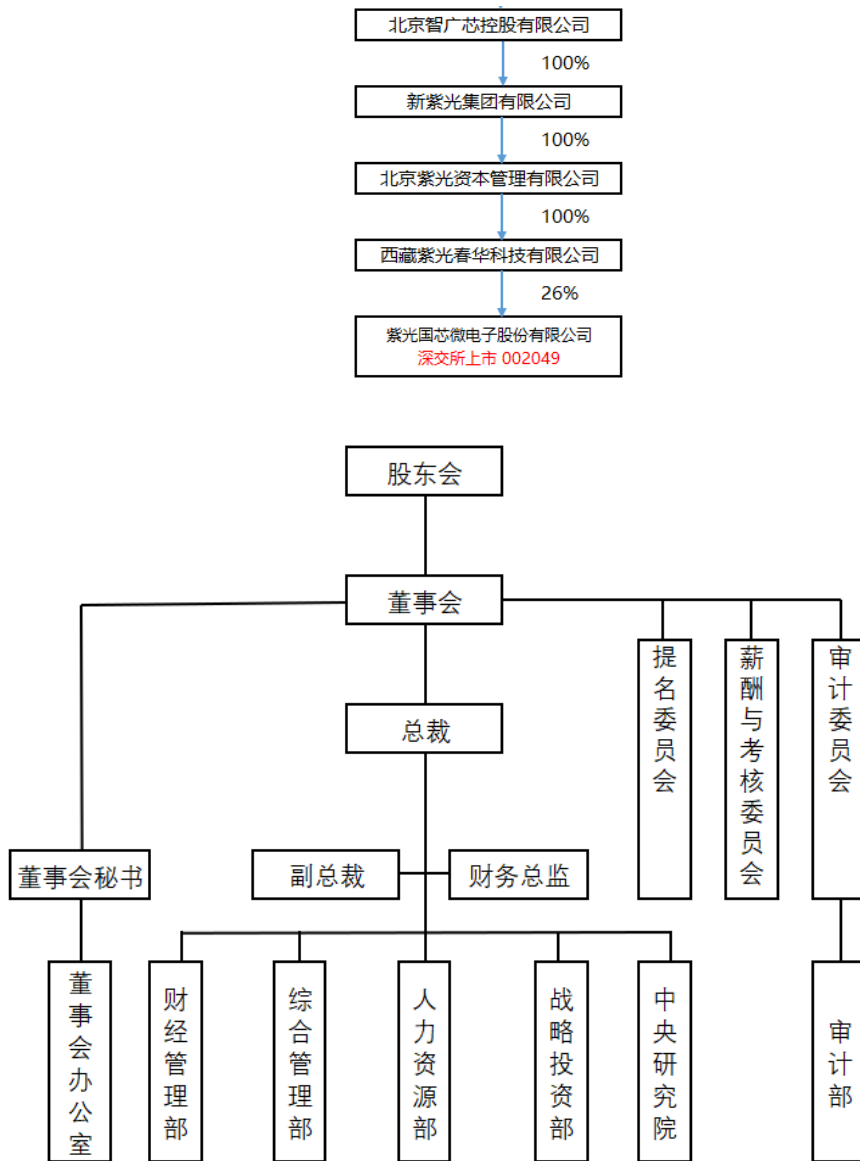 北京智广芯控股有限公司
100%
新紫光集团有限公司
100%
北京紫光资本管理有限公司
100%
西藏紫光春华科技有限公司
26%
紫光国芯微电子股份有限公司
深交所上市 002049
股东会
董事会
提名委员会
薪酬与考核委员会
审计委员会
总裁
董事会秘书
副总裁
财务总监
董事会办公室
财经管理部
综合管理部
人力资源部
战略投资部
中央研究院
审计部